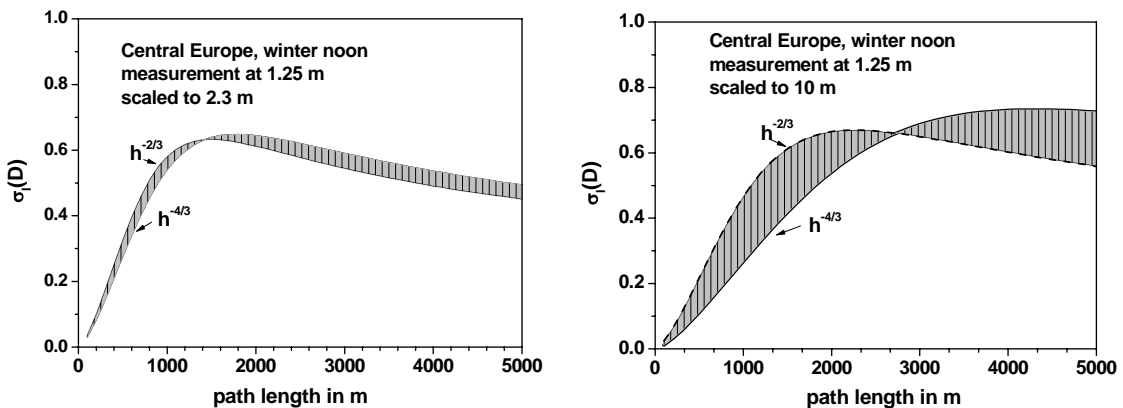 1.0
0.8
0.6
0.4
0.2
0.0
σI(D)
Central Europe, winter noon
measurement at 1.25 m
scaled to 2.3 m
h-2/3
h-4/3
0 1000 2000 3000 4000 5000
path length in m
1.0
0.8
0.6
0.4
0.2
0.0
σI(D)
Central Europe, winter noon
measurement at 1.25 m
scaled to 10 m
h-2/3
h-4/3
0 1000 2000 3000 4000 5000
path length in m